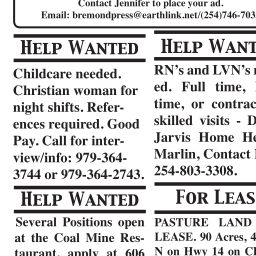 Contact Jennifer to place your ad.
Email: bremondpress@earthlink.net/(254)746-703
Help Wanted
Childcare needed.
Christian woman for
night shifts. Refer-
ences required. Good
Pay. Call for inter-
view/info: 979-364-
3744 or 979-364-2743.
Help Wanted
Several Positions open
at the Coal Mine Res-
taurant. apply at 606
Help Want
RN's and LVN's
ed. Full time,
time, or contrac
skilled visits - D
Jarvis Home He
Marlin, Contact
254-803-3308.
For Leas
PASTURE LAND
LEASE. 90 Acres, 4
N on Hwy 14 on